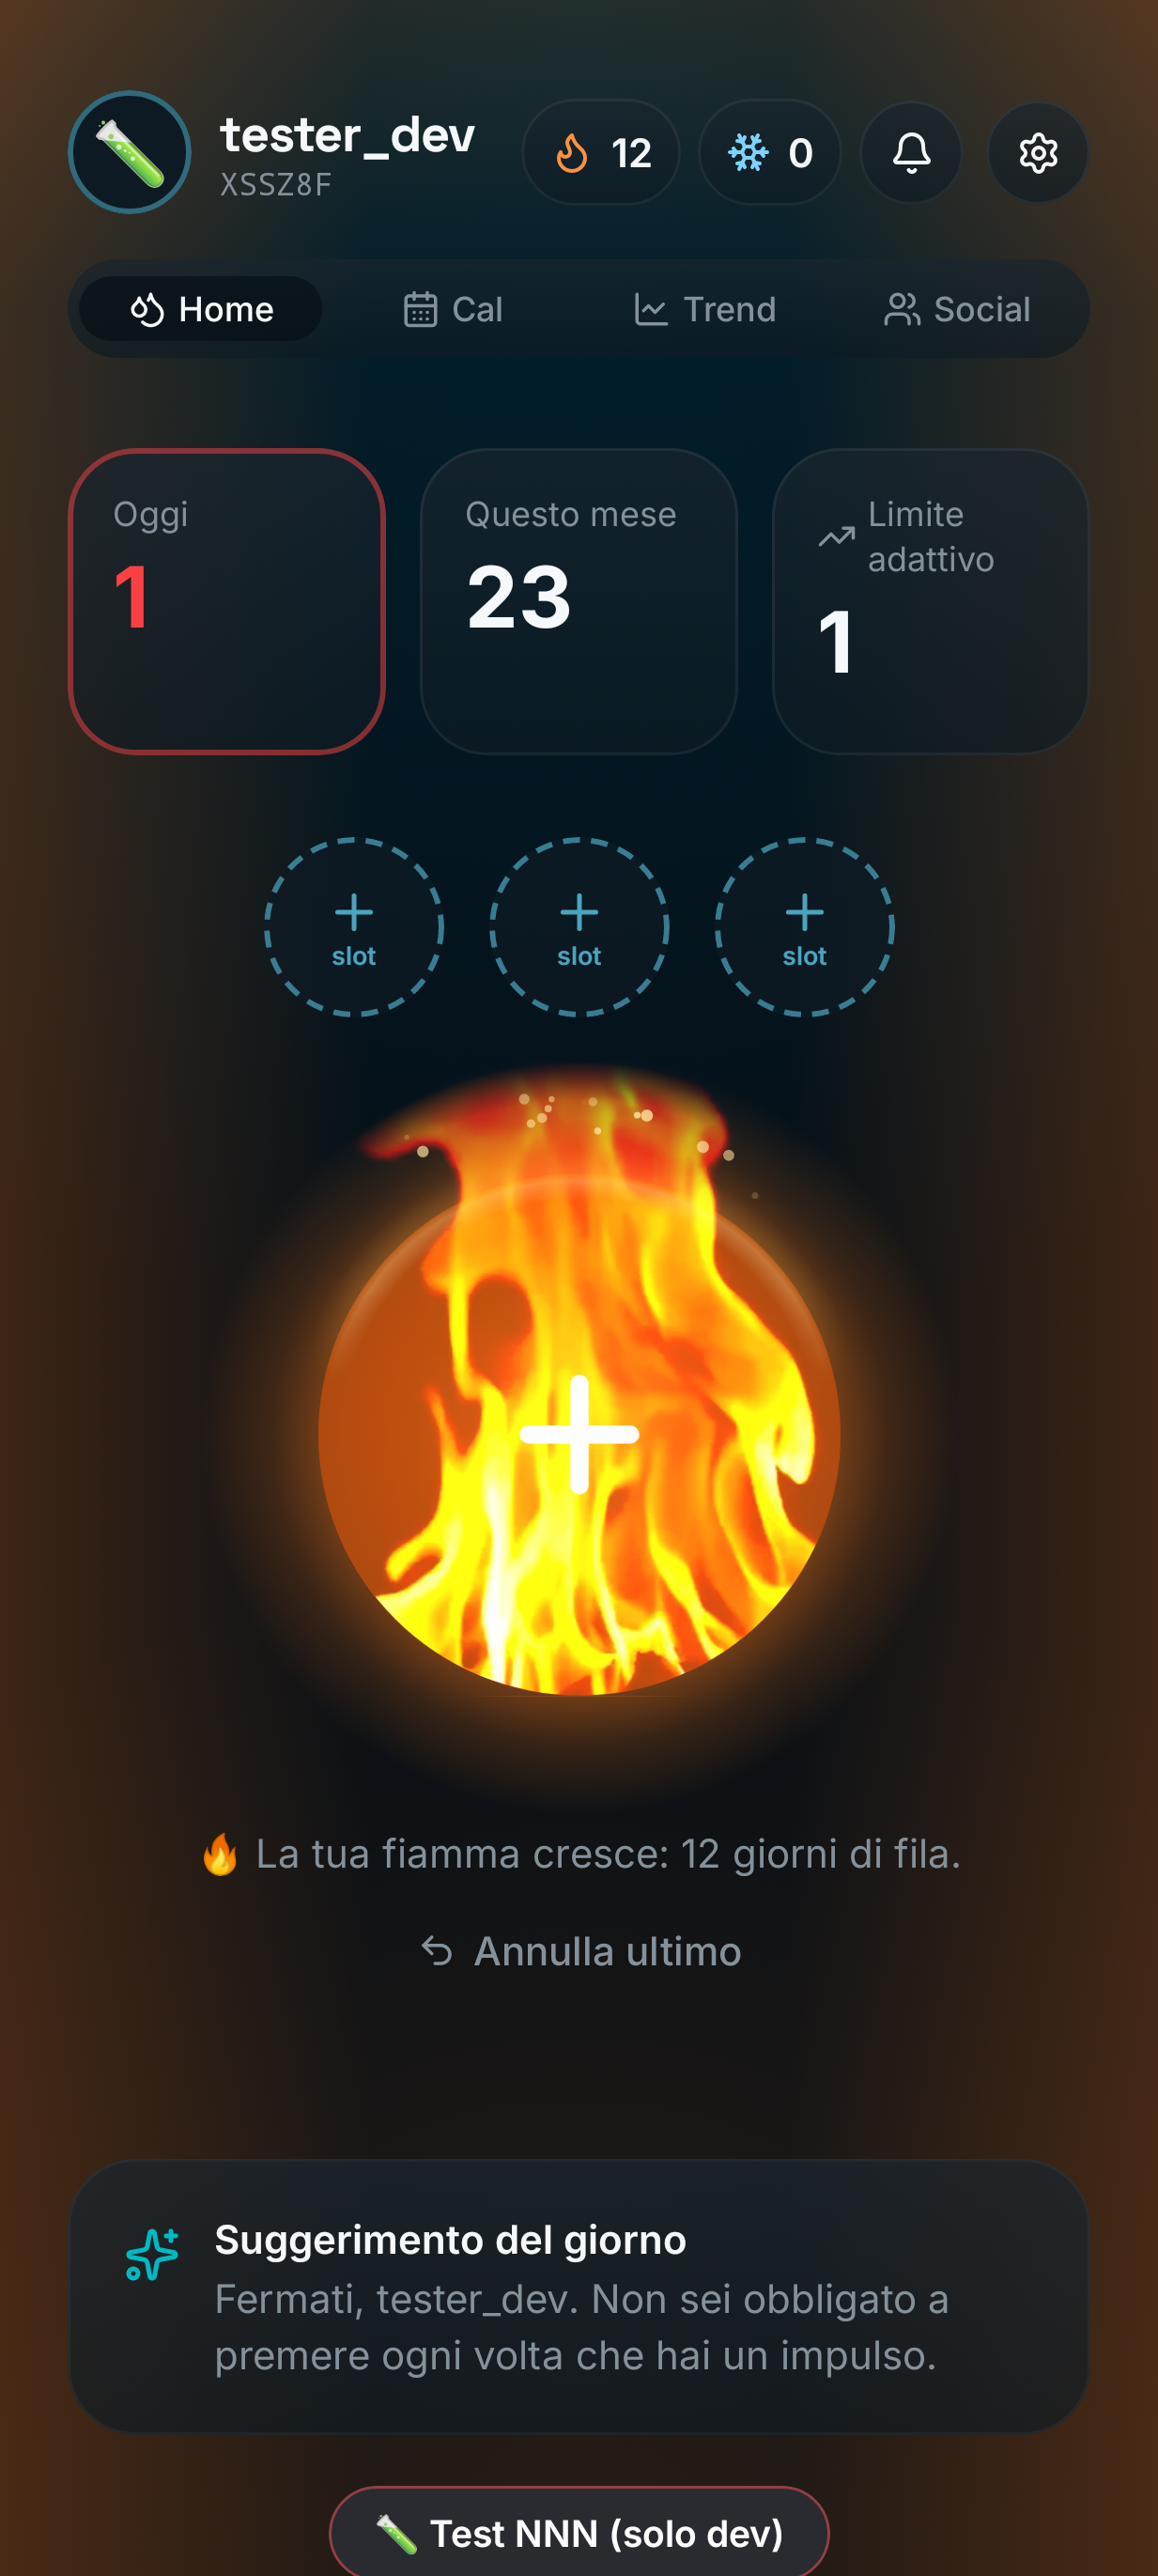 tester_dev
XSSZ8F
12
0
Home
Cal
Trend
Social
Oggi
1
Questo mese
23
Limite
adattivo
1
slot
slot
slot
La tua fiamma cresce: 12 giorni di fila.
Annulla ultimo
Suggerimento del giorno
Fermati, tester_dev. Non sei obbligato a
premere ogni volta che hai un impulso.
Test NNN (solo dev)